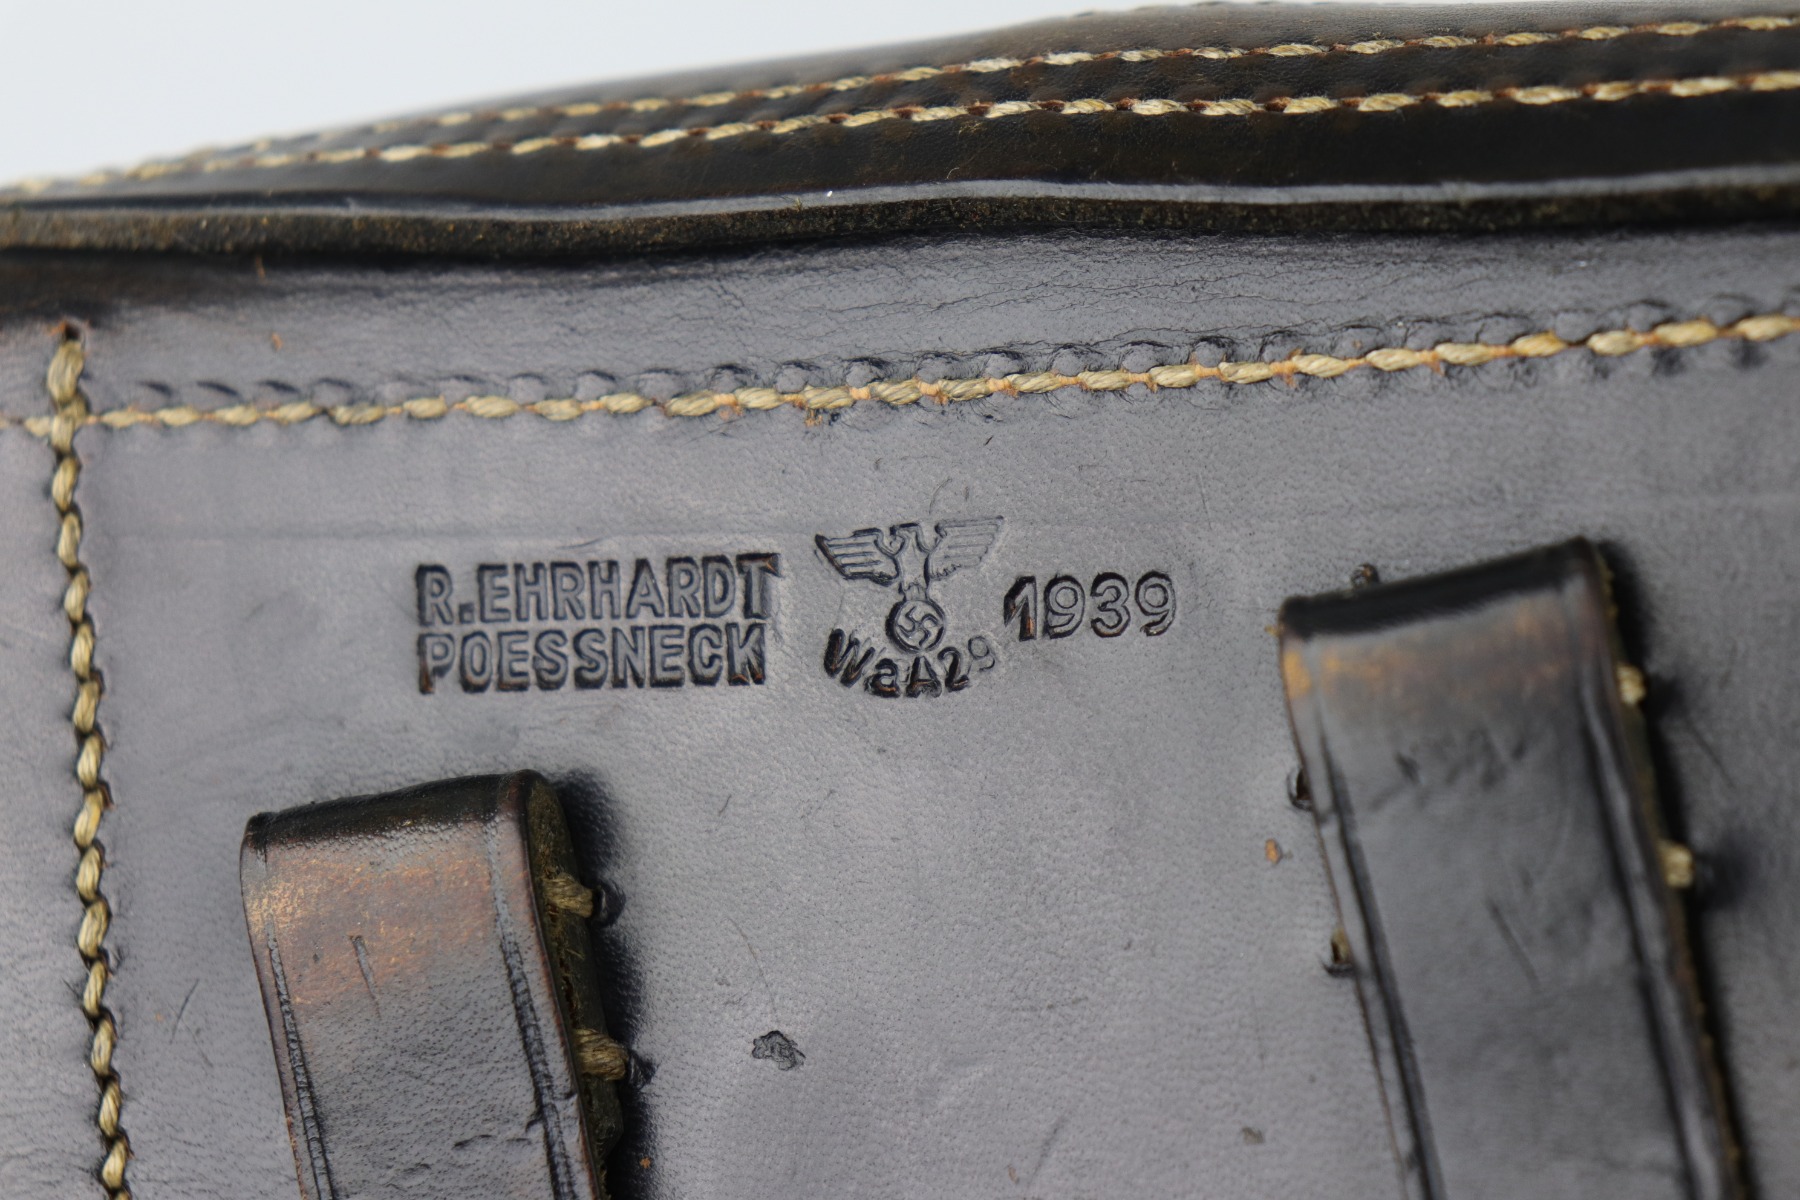 R.EHRHARDT
POESSNECK
WaA29
1939